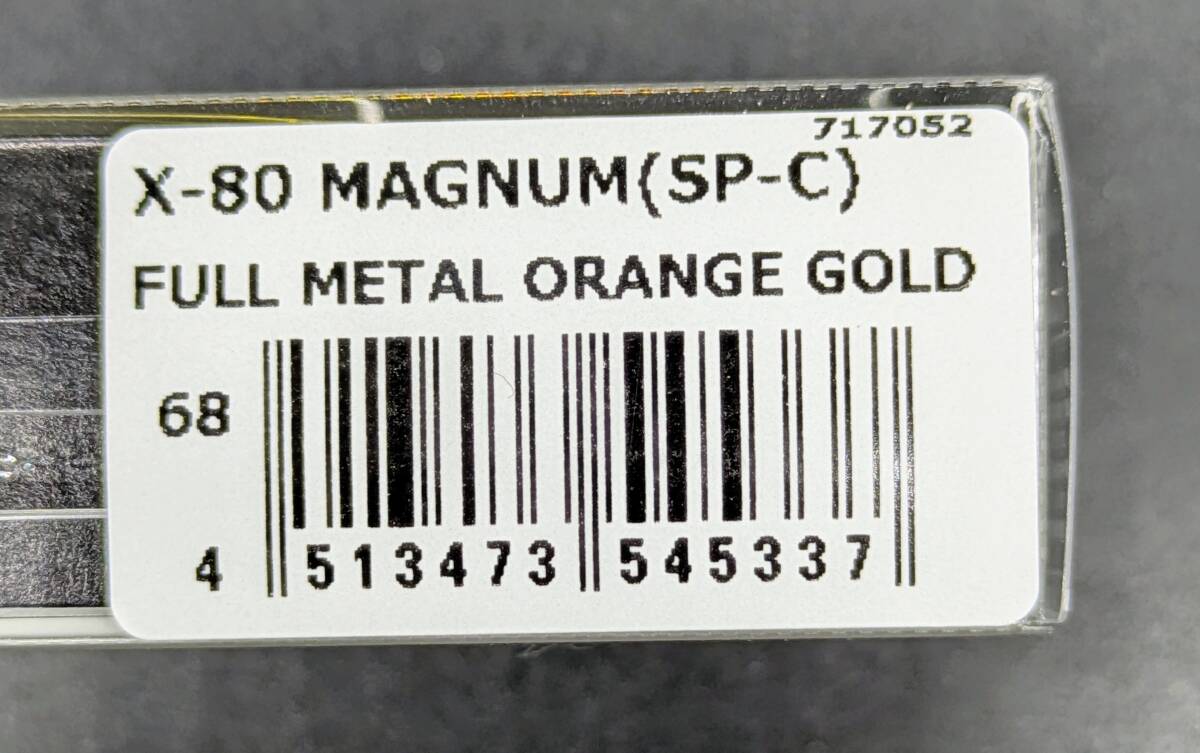 717052
X-80 MAGNUM(SP-C)
FULL METAL ORANGE GOLD
68
4 513473 545337